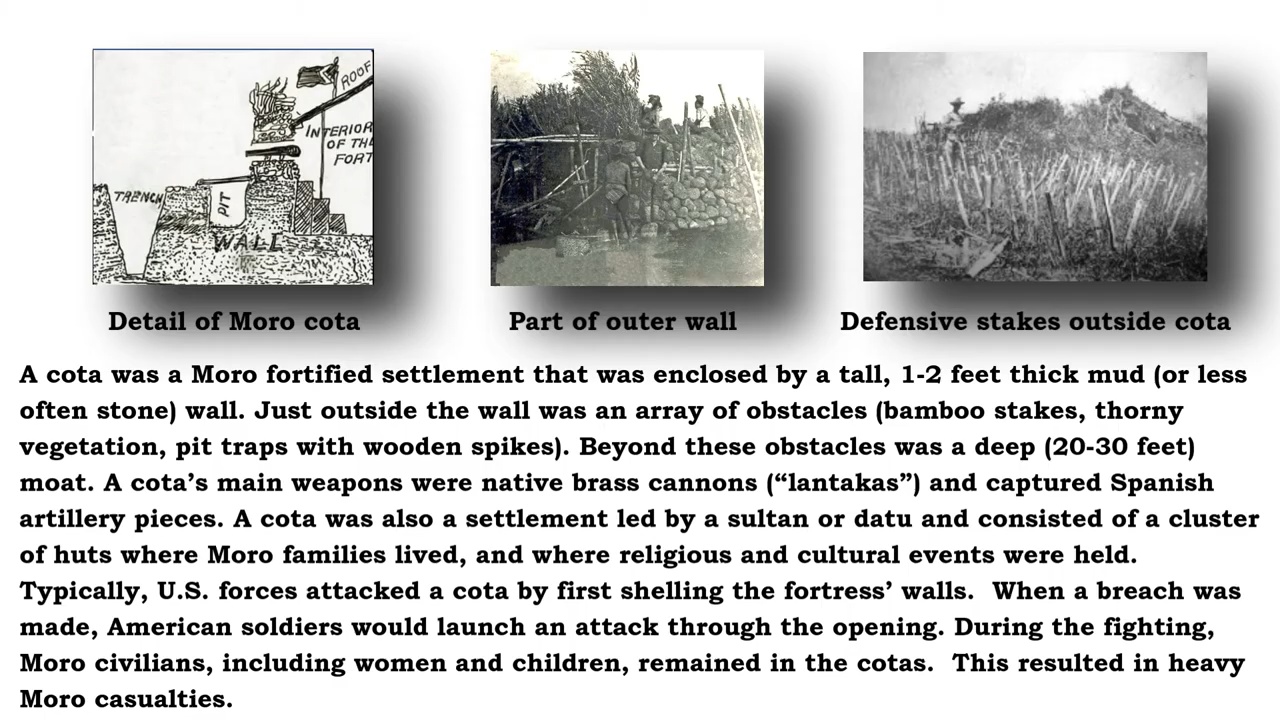 ROOF
INTERIOR
OF THE
FORT
TRENCH
PIT
WALL
Detail of Moro cota
Part of outer wall
Defensive stakes outside cota
A cota was a Moro fortified settlement that was enclosed by a tall, 1-2 feet thick mud (or less
often stone) wall. Just outside the wall was an array of obstacles (bamboo stakes, thorny
vegetation, pit traps with wooden spikes). Beyond these obstacles was a deep (20-30 feet)
moat. A cota’s main weapons were native brass cannons (“lantakas”) and captured Spanish
artillery pieces. A cota was also a settlement led by a sultan or datu and consisted of a cluster
of huts where Moro families lived, and where religious and cultural events were held.
Typically, U.S. forces attacked a cota by first shelling the fortress’ walls.  When a breach was
made, American soldiers would launch an attack through the opening. During the fighting,
Moro civilians, including women and children, remained in the cotas.  This resulted in heavy
Moro casualties.